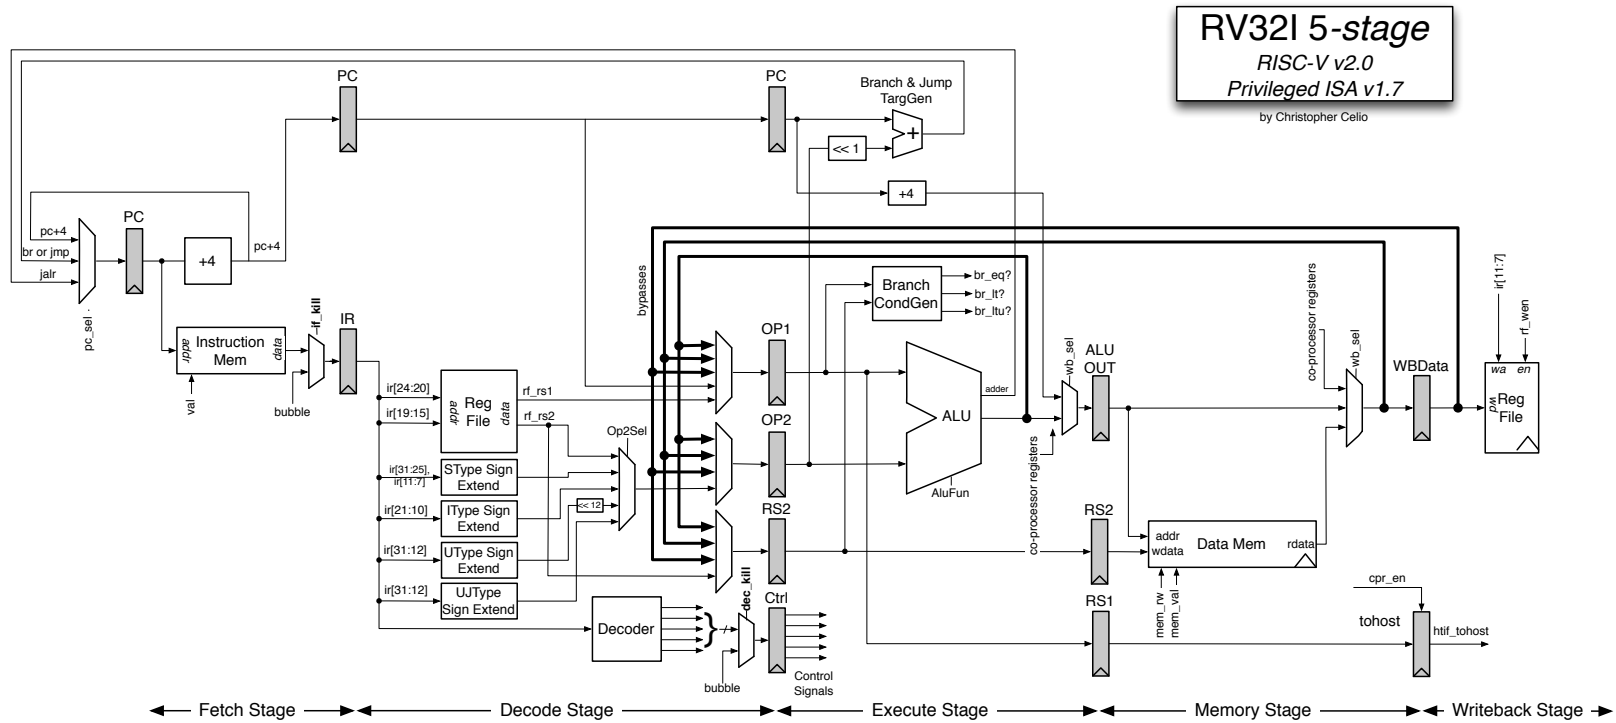 RV32I 5-stage
RISC-V v2.0
Privileged ISA v1.7
by Christopher Celio
PC
PC
Branch & Jump
TargGen
+
<< 1
+4
PC
pc+4
br or jmp
jalr
pc_sel
+4
pc+4
if_kill
IR
Instruction
Mem
addr
data
val
bubble
bypasses
Branch
CondGen
br_eq?
br_lt?
br_ltu?
OP1
ir[24:20]
ir[19:15]
Reg
File
addr
data
rf_rs1
rf_rs2
Op2Sel
OP2
ALU
adder
AluFun
wb_sel
ALU
OUT
co-processor registers
co-processor registers
wb_sel
WBData
ir[11:7]
rf_wen
wa
en
wd
Reg
File
ir[31:25],
ir[11:7]
SType Sign
Extend
ir[21:10]
IType Sign
Extend
<< 12
ir[31:12]
UType Sign
Extend
ir[31:12]
UJType
Sign Extend
RS2
RS2
addr
wdata
Data Mem
rdata
mem_rw
mem_val
Decoder
dec_kill
bubble
Ctrl
Control
Signals
RS1
cpr_en
tohost
htif_tohost
Fetch Stage
Decode Stage
Execute Stage
Memory Stage
Writeback Stage